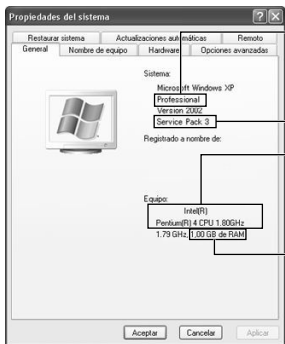 Propiedades del sistema
Restaurar sistema Actualizaciones automáticas Remoto
General Nombre de equipo Hardware Opciones avanzadas
Sistema:
Microsoft Windows XP
Professional
Version 2002
Service Pack 3
Registrado a nombre de:
Equipo:
Intel(R)
Pentium(R) 4 CPU 1.80GHz
1.79 GHz, 1,00 GB de RAM
Aceptar Cancelar Aplicar